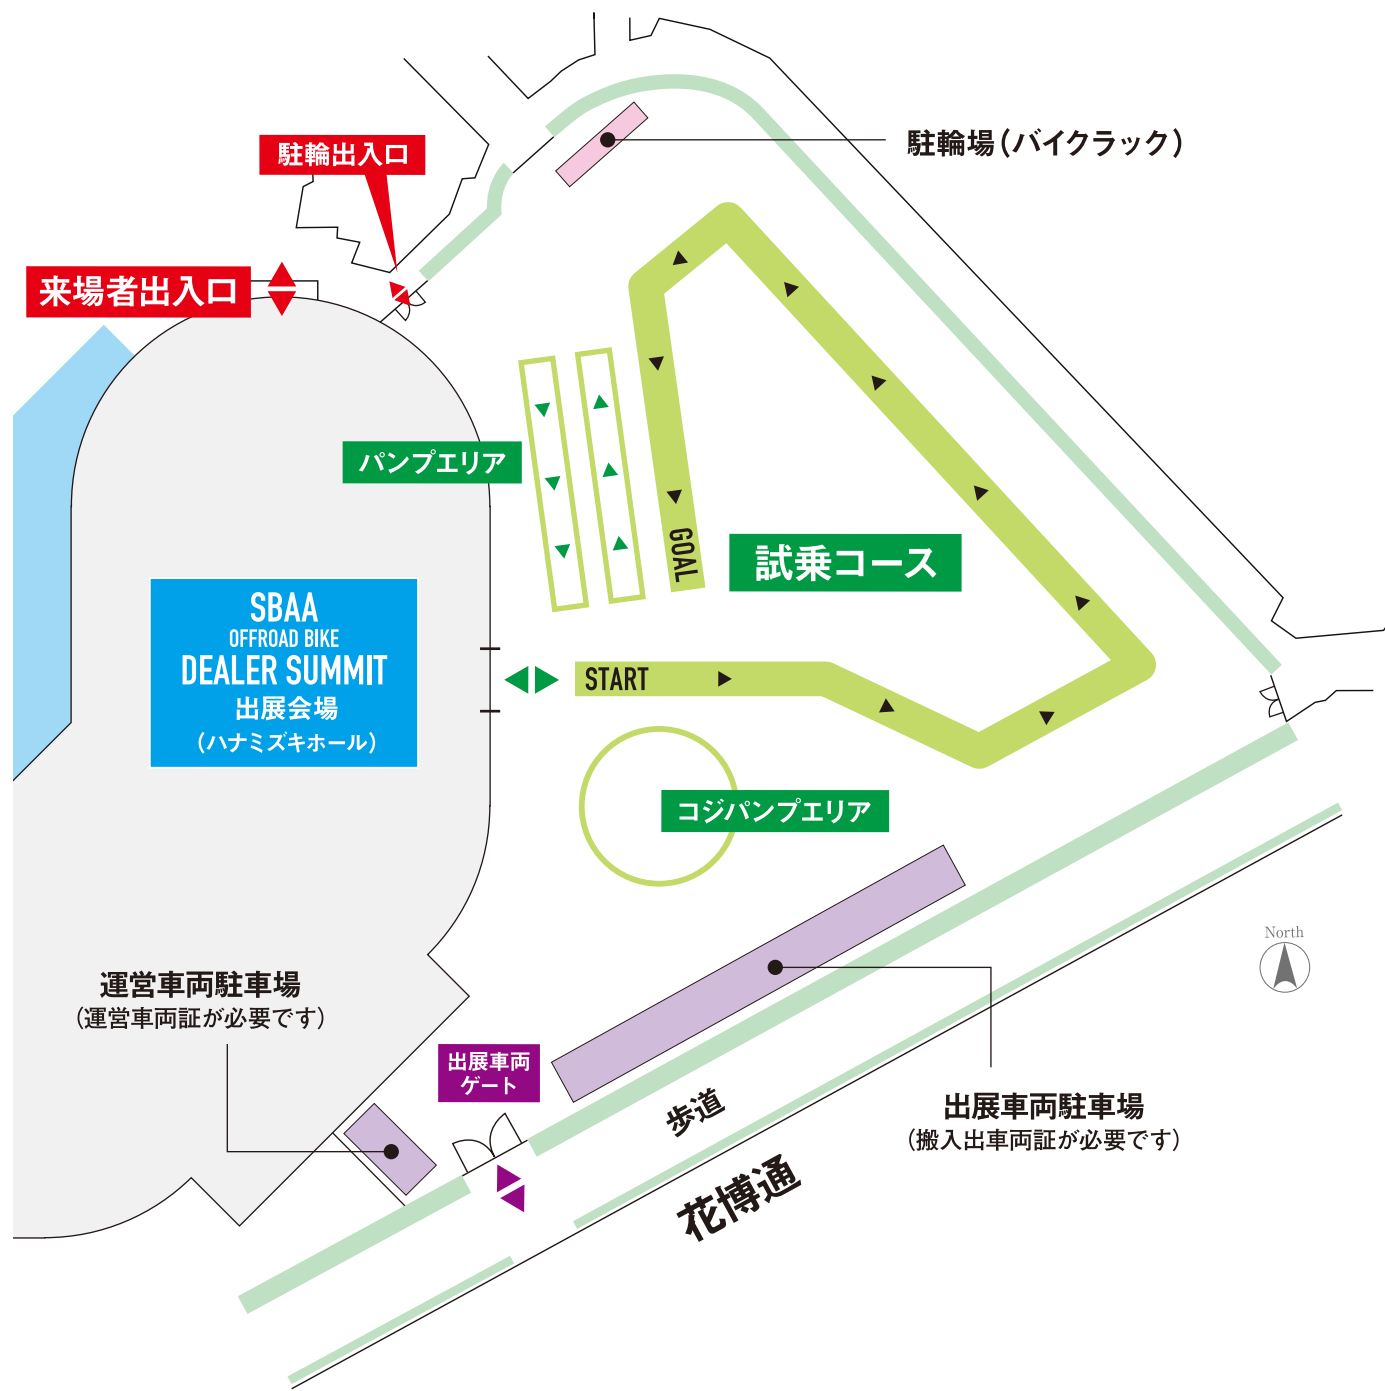 駐輪場（バイクラック）
駐輪出入口
来場者出入口
パンプエリア
GOAL
試乗コース
SBAA
OFFROAD BIKE
DEALER SUMMIT
出展会場
（ハナミズキホール）
START
コジパンプエリア
North
運営車両駐車場
（運営車両証が必要です）
出展車両
ゲート
歩道
出展車両駐車場
（搬入出車両証が必要です）
花博通